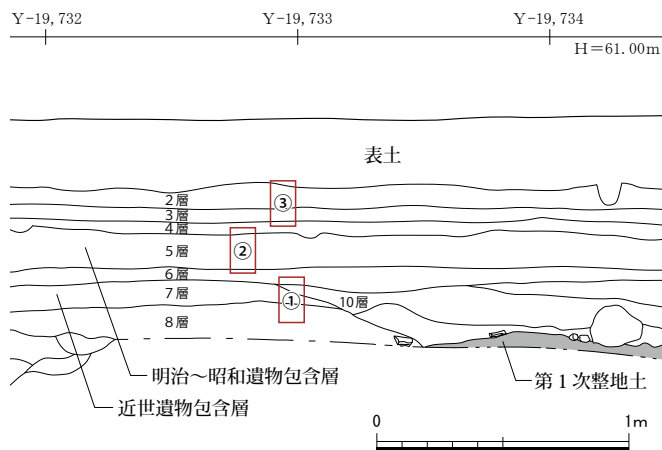 Y-19,732 Y-19,733 Y-19,734
H=61.00m
表土
2層
③
3層
4層
②
5層
6層
7層
①
10層
8層
明治～昭和遺物包含層
第1次整地土
近世遺物包含層
0 1m